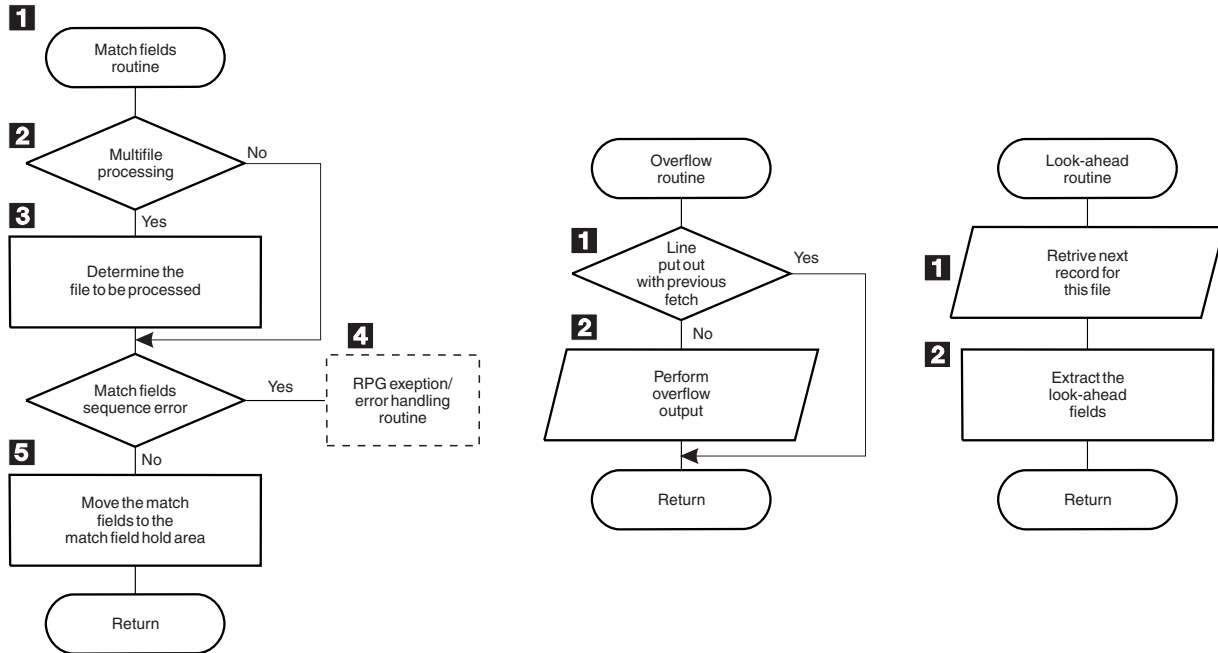 1
Match fields
routine
2
Multifile
processing
No
Yes
3
Determine the
file to be processed
4
Match fields
sequence error
Yes
RPG exeption/
error handling
routine
No
5
Move the match
fields to the
match field hold area
Return
Overflow
routine
1
Line
put out
with previous
fetch
Yes
No
2
Perform
overflow
output
Return
Look-ahead
routine
1
Retrive next
record for
this file
2
Extract the
look-ahead
fields
Return